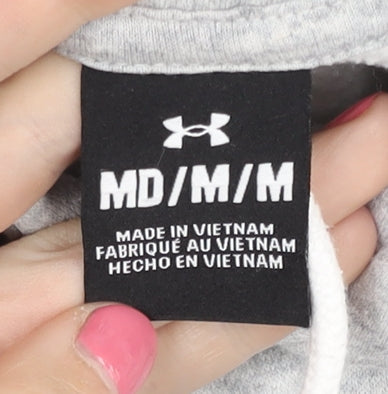 MD/M/M
MADE IN VIETNAM
FABRIQUÉ AU VIETNAM
HECHO EN VIETNAM